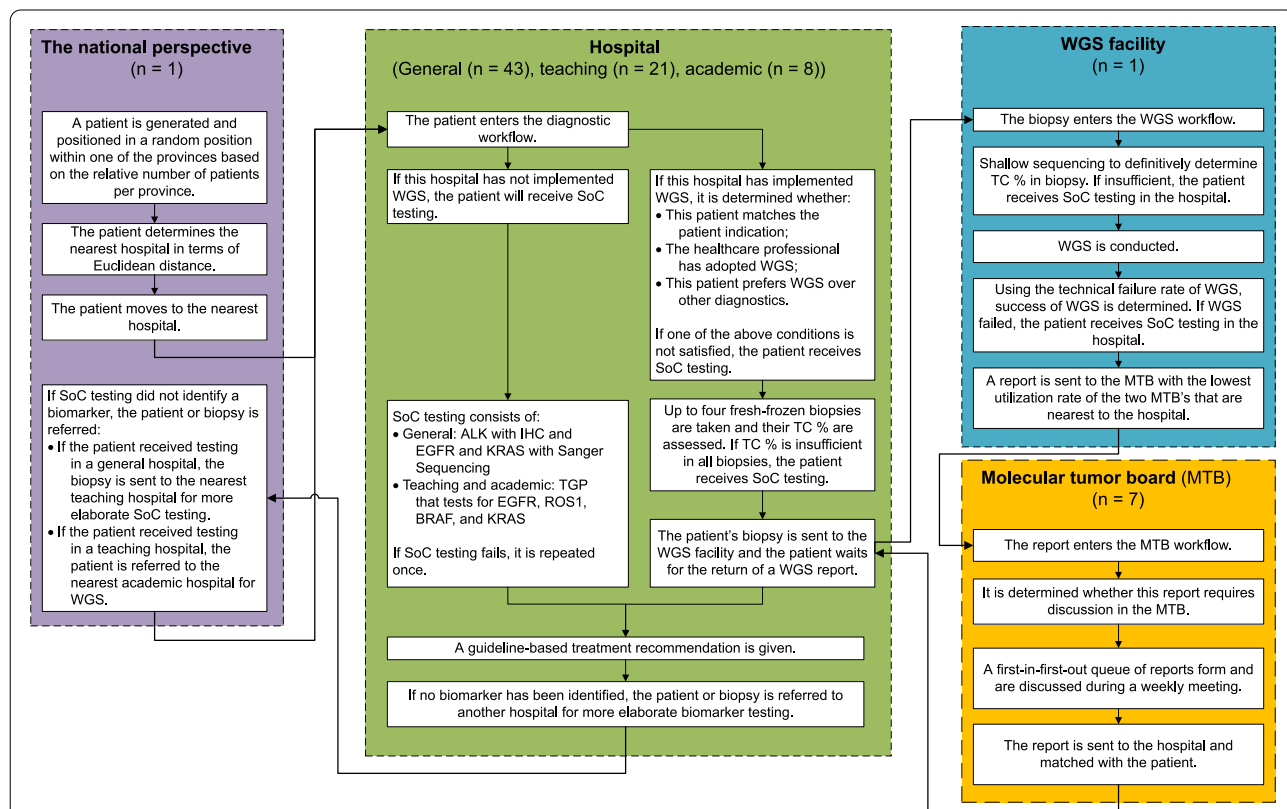 The national perspective
(n = 1)
A patient is generated and
positioned in a random position
within one of the provinces based
on the relative number of patients
per province.
The patient determines the
nearest hospital in terms of
Euclidean distance.
The patient moves to the nearest
hospital.
If SoC testing did not identify a
biomarker, the patient or biopsy is
referred:
• If the patient received testing
in a general hospital, the
biopsy is sent to the nearest
teaching hospital for more
elaborate SoC testing.
• If the patient received testing
in a teaching hospital, the
patient is referred to the
nearest academic hospital for
WGS.
Hospital
(General (n = 43), teaching (n = 21), academic (n = 8))
The patient enters the diagnostic
workflow.
If this hospital has not implemented
WGS, the patient will receive SoC
testing.
SoC testing consists of:
• General: ALK with IHC and
EGFR and KRAS with Sanger
Sequencing
• Teaching and academic: TGP
that tests for EGFR, ROS1,
BRAF, and KRAS
If SoC testing fails, it is repeated
once.
If this hospital has implemented
WGS, it is determined whether:
• This patient matches the
patient indication;
• The healthcare professional
has adopted WGS;
• This patient prefers WGS over
other diagnostics.
If one of the above conditions is
not satisfied, the patient receives
SoC testing.
Up to four fresh-frozen biopsies
are taken and their TC % are
assessed. If TC % is insufficient
in all biopsies, the patient
receives SoC testing.
The patient's biopsy is sent to the
WGS facility and the patient waits
for the return of a WGS report.
A guideline-based treatment recommendation is given.
If no biomarker has been identified, the patient or biopsy is referred to
another hospital for more elaborate biomarker testing.
WGS facility
(n = 1)
The biopsy enters the WGS workflow.
Shallow sequencing to definitively determine
TC % in biopsy. If insufficient, the patient
receives SoC testing in the hospital.
WGS is conducted.
Using the technical failure rate of WGS,
success of WGS is determined. If WGS
failed, the patient receives SoC testing in the
hospital.
A report is sent to the MTB with the lowest
utilization rate of the two MTB's that are
nearest to the hospital.
Molecular tumor board (MTB)
(n = 7)
The report enters the MTB workflow.
It is determined whether this report requires
discussion in the MTB.
A first-in-first-out queue of reports form and
are discussed during a weekly meeting.
The report is sent to the hospital and
matched with the patient.